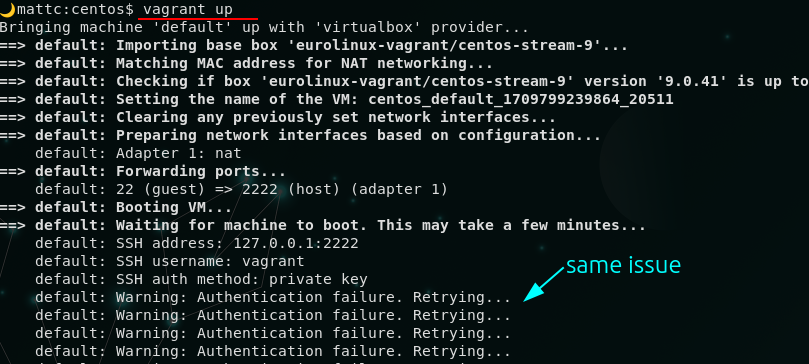 🌙mattc:centos$ vagrant up
Bringing machine 'default' up with 'virtualbox' provider...
==> default: Importing base box 'eurolinux-vagrant/centos-stream-9'...
==> default: Matching MAC address for NAT networking...
==> default: Checking if box 'eurolinux-vagrant/centos-stream-9' version '9.0.41' is up to
==> default: Setting the name of the VM: centos_default_1709799239864_20511
==> default: Clearing any previously set network interfaces...
==> default: Preparing network interfaces based on configuration...
    default: Adapter 1: nat
==> default: Forwarding ports...
    default: 22 (guest) => 2222 (host) (adapter 1)
==> default: Booting VM...
==> default: Waiting for machine to boot. This may take a few minutes...
    default: SSH address: 127.0.0.1:2222
    default: SSH username: vagrant
    default: SSH auth method: private key
same issue
    default: Warning: Authentication failure. Retrying...
    default: Warning: Authentication failure. Retrying...
    default: Warning: Authentication failure. Retrying...
    default: Warning: Authentication failure. Retrying...